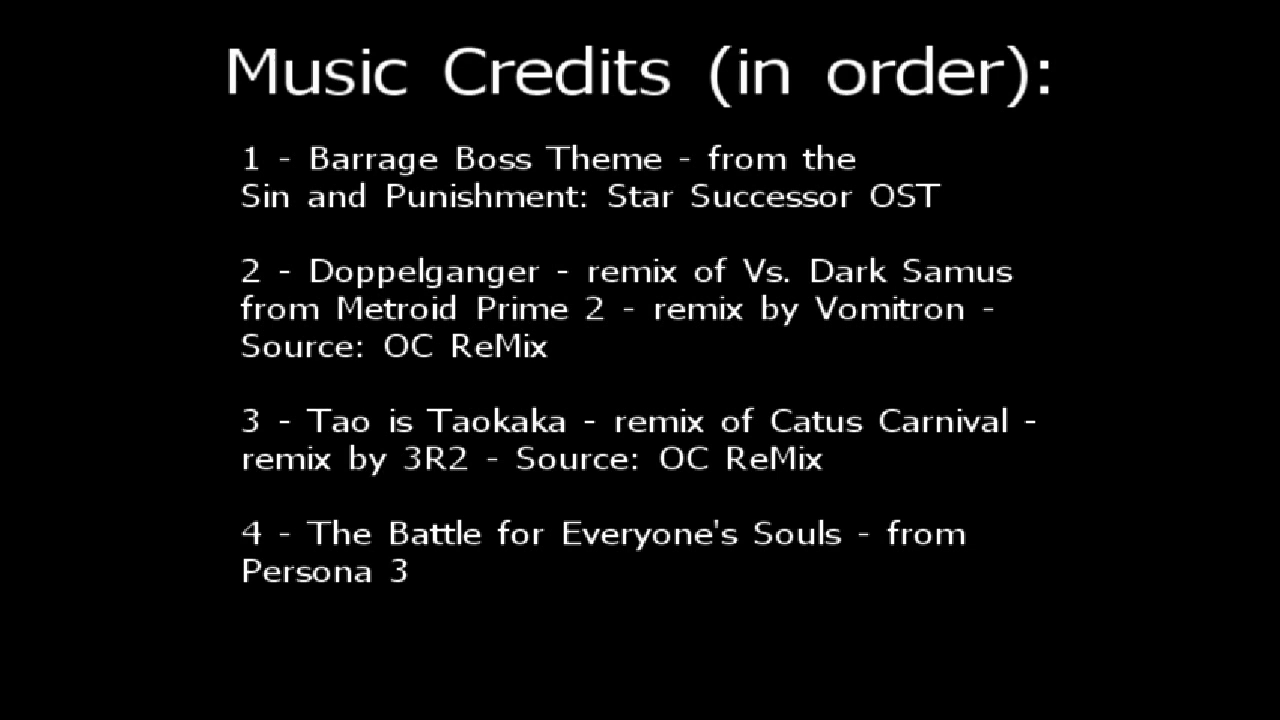 Music Credits (in order):
1 - Barrage Boss Theme - from the
Sin and Punishment: Star Successor OST
2 - Doppelganger - remix of Vs. Dark Samus
from Metroid Prime 2 - remix by Vomitron -
Source: OC ReMix
3 - Tao is Taokaka - remix of Catus Carnival -
remix by 3R2 - Source: OC ReMix
4 - The Battle for Everyone's Souls - from
Persona 3